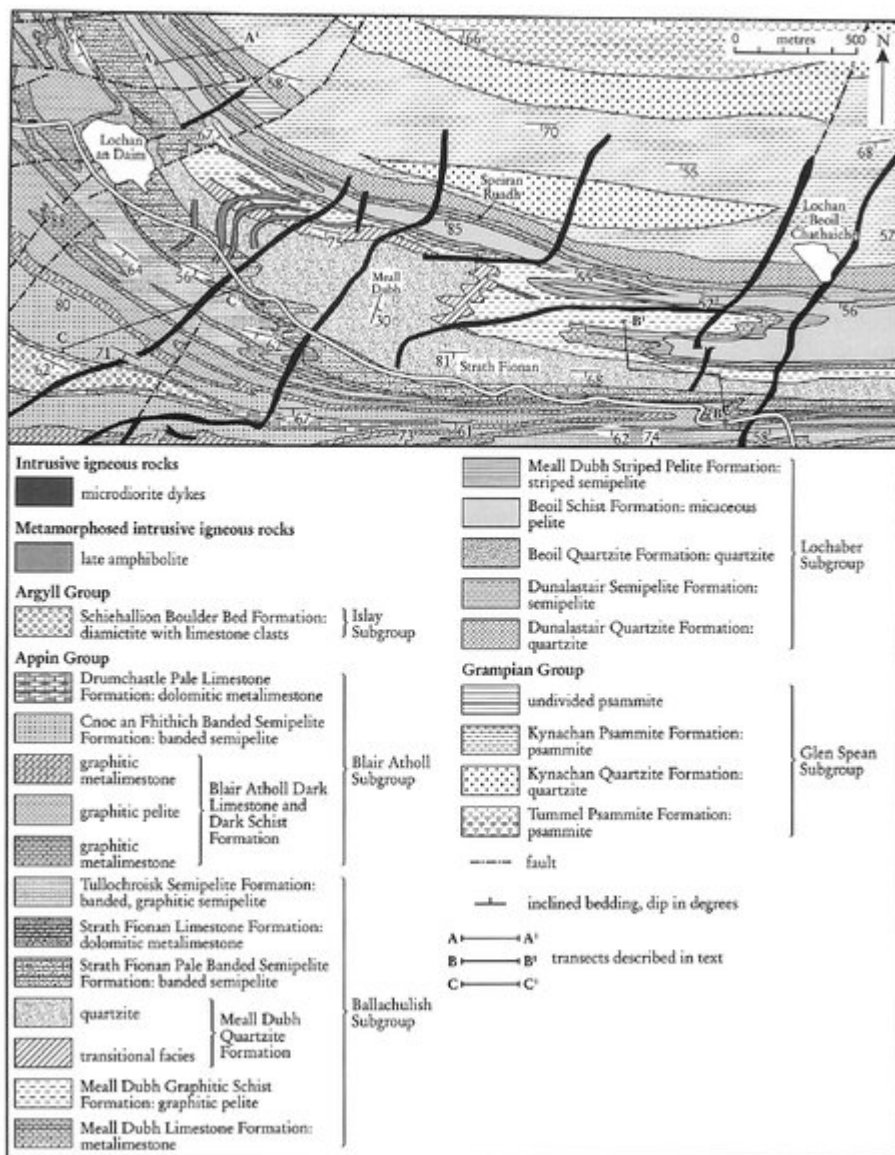 A
A¹
66
0
metres
500
N
58
67
70
Lochan
an Daim
68
55
Speiran
Ruadh
85
Lochan
Beoil
Chathaiche
57
64
56
75
Meall
Dubh
30
56
80
C¹
C
71
B¹
62
81
Strath Fionan
68
B
67
73
61
62
74
58
Intrusive igneous rocks
microdiorite dykes
Metamorphosed intrusive igneous rocks
late amphibolite
Argyll Group
Schiehallion Boulder Bed Formation:
diamictite with limestone clasts
Islay
Subgroup
Appin Group
Drumchastle Pale Limestone
Formation: dolomitic metalimestone
Cnoc an Fhithich Banded Semipelite
Formation: banded semipelite
graphitic
metalimestone
graphitic pelite
graphitic
metalimestone
Blair Atholl Dark
Limestone and
Dark Schist
Formation
Blair Atholl
Subgroup
Tullochroisk Semipelite Formation:
banded, graphitic semipelite
Strath Fionan Limestone Formation:
dolomitic metalimestone
Strath Fionan Pale Banded Semipelite
Formation: banded semipelite
quartzite
transitional facies
Meall Dubh
Quartzite
Formation
Meall Dubh Graphitic Schist
Formation: graphitic pelite
Meall Dubh Limestone Formation:
metalimestone
Ballachulish
Subgroup
Meall Dubh Striped Pelite Formation:
striped semipelite
Beoil Schist Formation: micaceous
pelite
Beoil Quartzite Formation: quartzite
Dunalastair Semipelite Formation:
semipelite
Dunalastair Quartzite Formation:
quartzite
Lochaber
Subgroup
Grampian Group
undivided psammite
Kynachan Psammite Formation:
psammite
Kynachan Quartzite Formation:
quartzite
Tummel Psammite Formation:
psammite
Glen Spean
Subgroup
fault
inclined bedding, dip in degrees
A A¹
B B¹
C C¹
transects described in text